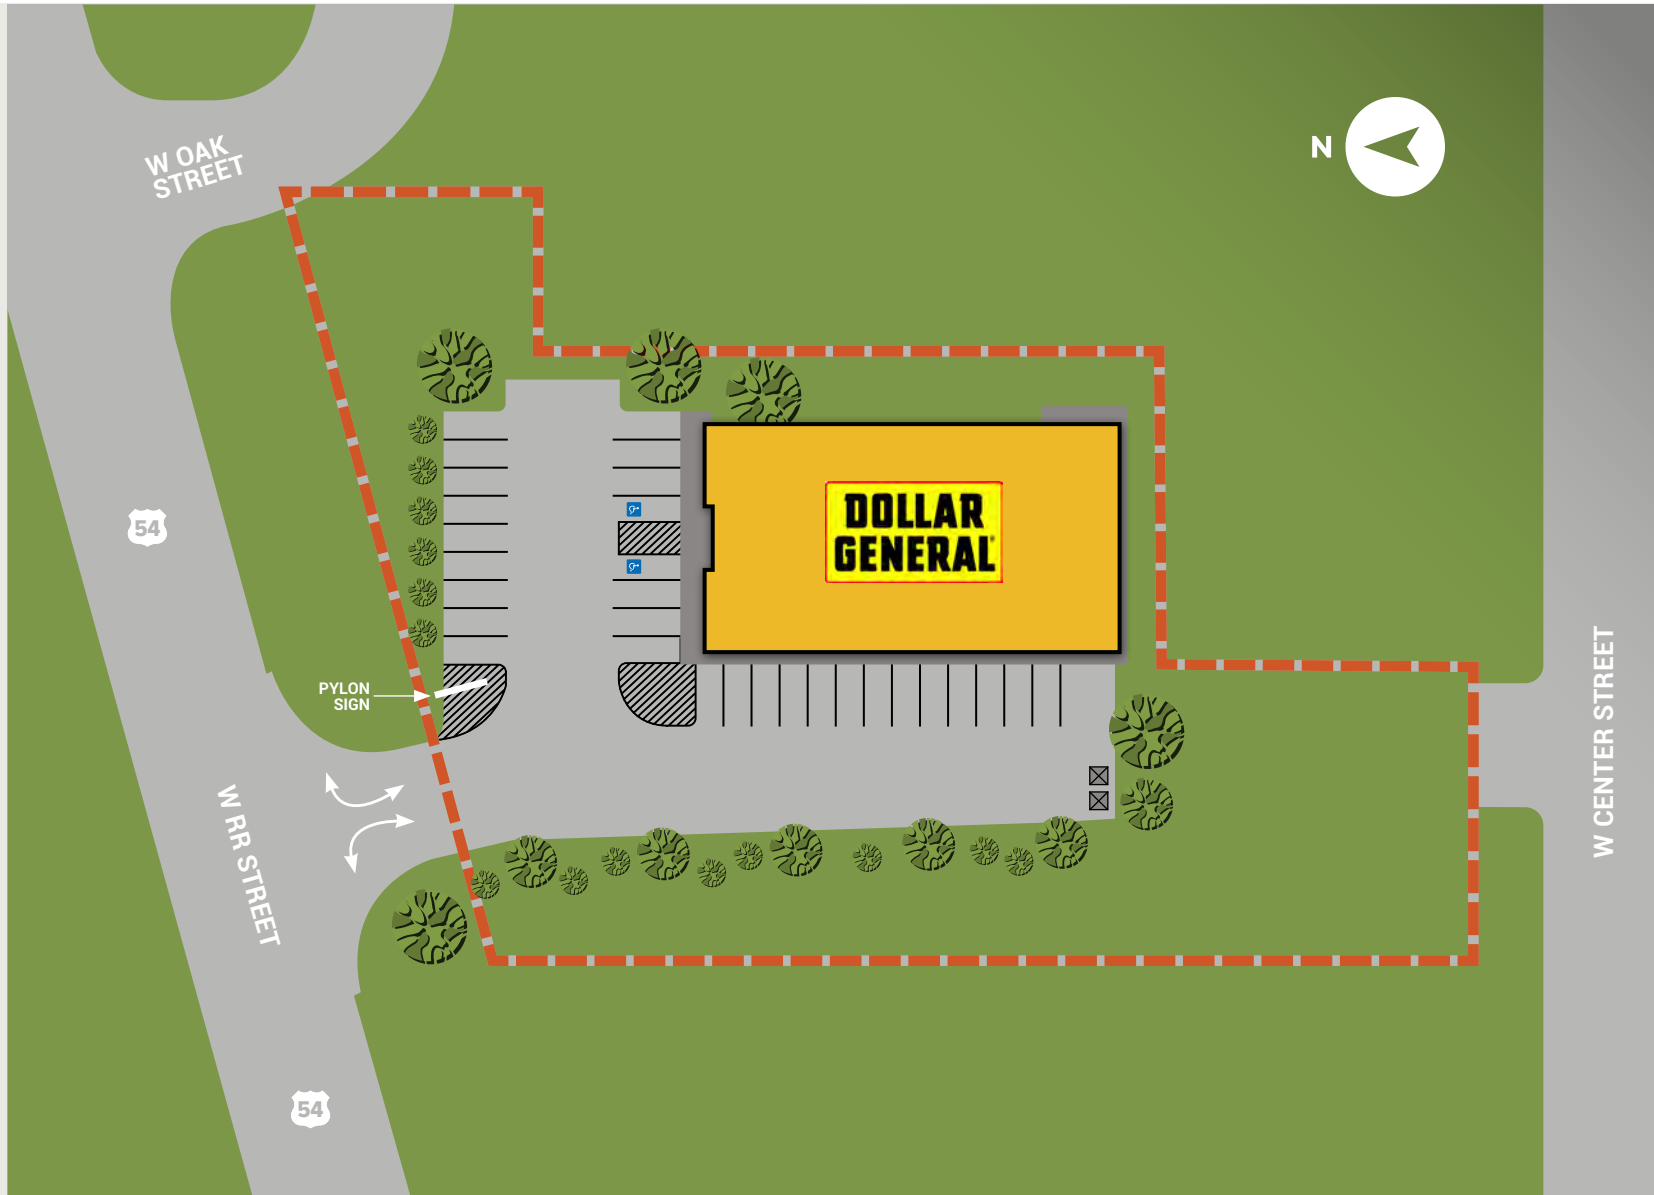 W OAK
STREET
N
54
DOLLAR
GENERAL
PYLON
SIGN
W RR STREET
W CENTER STREET
54